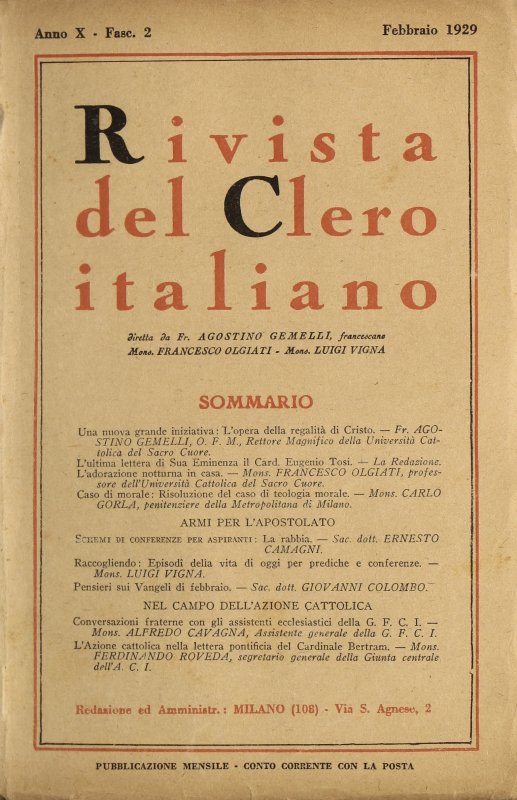 Anno X - Fasc. 2
Febbraio 1929
Rivista
del Clero
italiano
diretta da Fr. AGOSTINO GEMELLI, francescano
Mons. FRANCESCO OLGIATI - Mons. LUIGI VIGNA
SOMMARIO
Una nuova grande iniziativa: L'opera della regalità di Cristo. — Fr. AGO-
STINO GEMELLI, O. F. M., Rettore Magnifico della Università Cat-
tolica del Sacro Cuore.
L'ultima lettera di Sua Eminenza il Card. Eugenio Tosi. — La Redazione.
L'adorazione notturna in casa. — Mons. FRANCESCO OLGIATI, profes-
sore dell'Università Cattolica del Sacro Cuore.
Caso di morale: Risoluzione del caso di teologia morale. — Mons. CARLO
GORLA, penitenziere della Metropolitana di Milano.
ARMI PER L'APOSTOLATO
SCHEMI DI CONFERENZE PER ASPIRANTI: La rabbia. — Sac. dott. ERNESTO
CAMAGNI.
Raccogliendo: Episodi della vita di oggi per prediche e conferenze. —
Mons. LUIGI VIGNA.
Pensieri sui Vangeli di febbraio. — Sac. dott. GIOVANNI COLOMBO.
NEL CAMPO DELL'AZIONE CATTOLICA
Conversazioni fraterne con gli assistenti ecclesiastici della G. F. C. I. —
Mons. ALFREDO CAVAGNA, Assistente generale della G. F. C. I.
L'Azione cattolica nella lettera pontificia del Cardinale Bertram. — Mons.
FERDINANDO ROVEDA, segretario generale della Giunta centrale
dell'A. C. I.
Redazione ed Amministr.: MILANO (108) - Via S. Agnese, 2
PUBBLICAZIONE MENSILE - CONTO CORRENTE CON LA POSTA